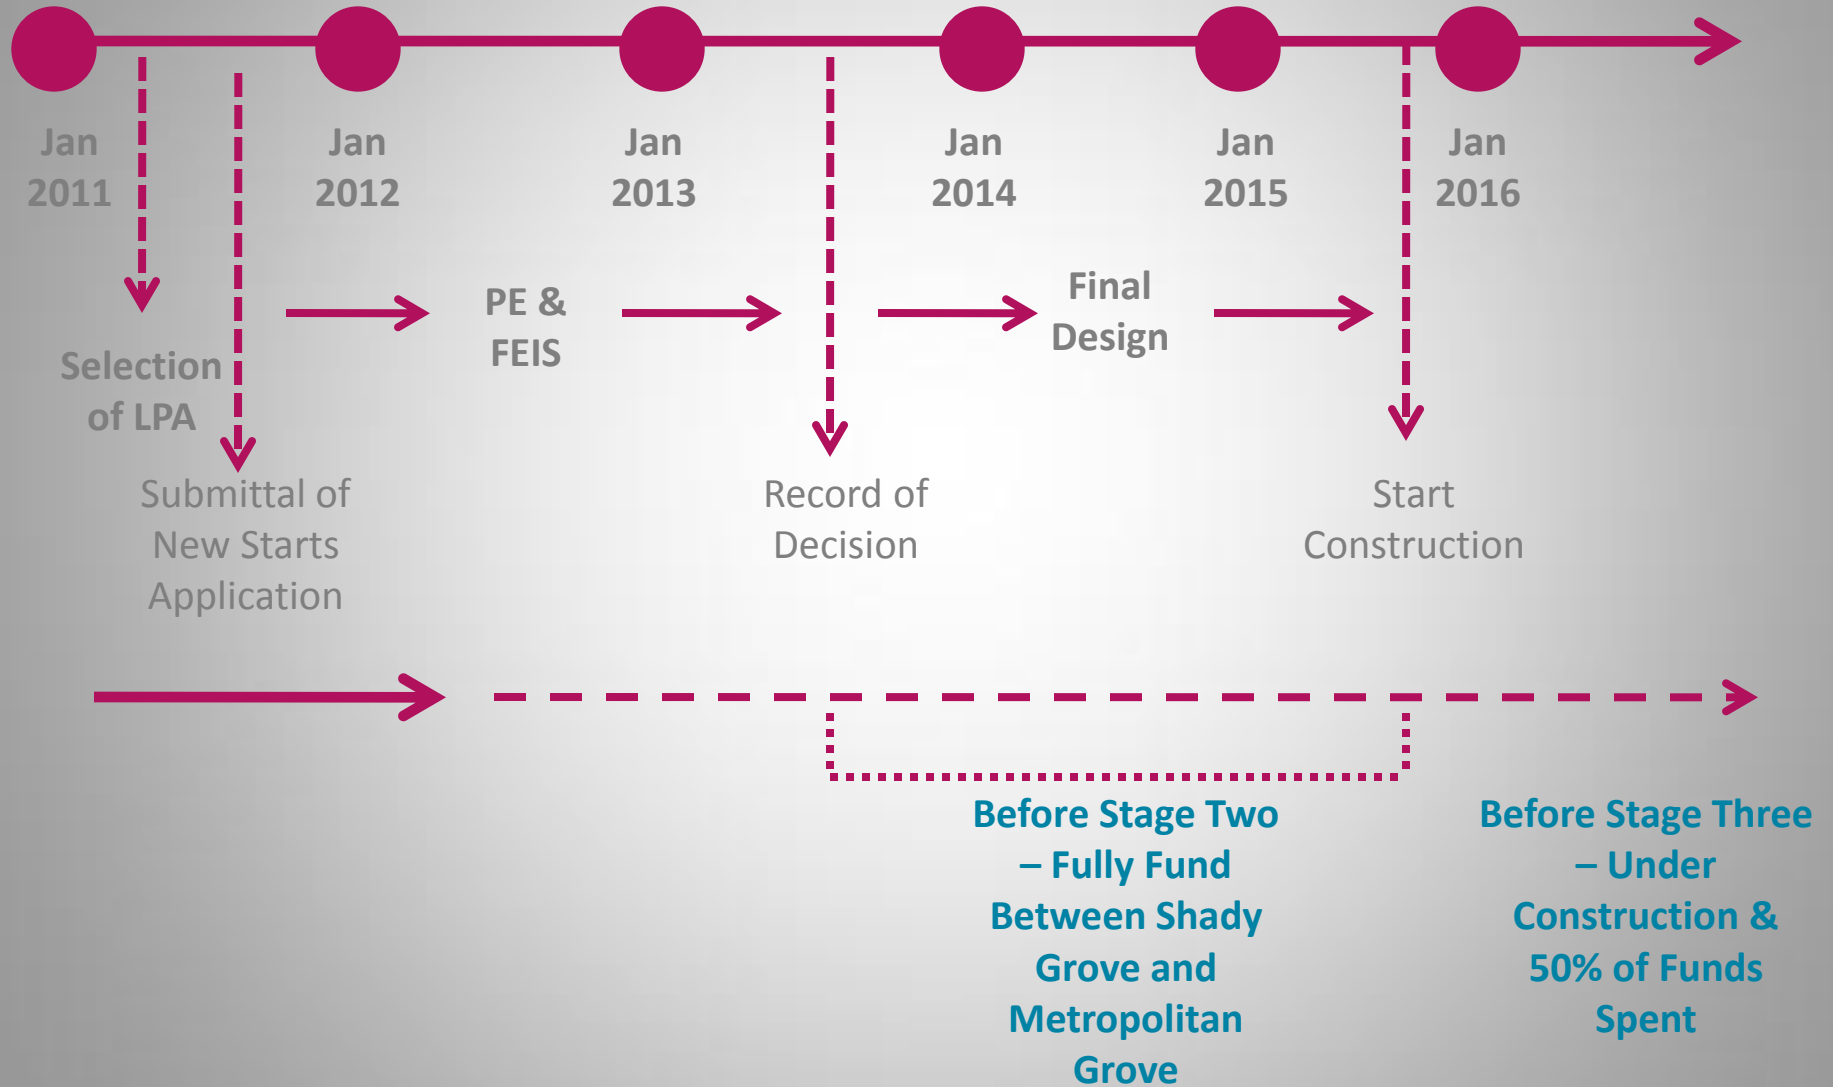 Jan
2011
Jan
2012
Jan
2013
Jan
2014
Jan
2015
Jan
2016
Selection
of LPA
PE &
FEIS
Final
Design
Submittal of
New Starts
Application
Record of
Decision
Start
Construction
Before Stage Two
– Fully Fund
Between Shady
Grove and
Metropolitan
Grove
Before Stage Three
– Under
Construction &
50% of Funds
Spent